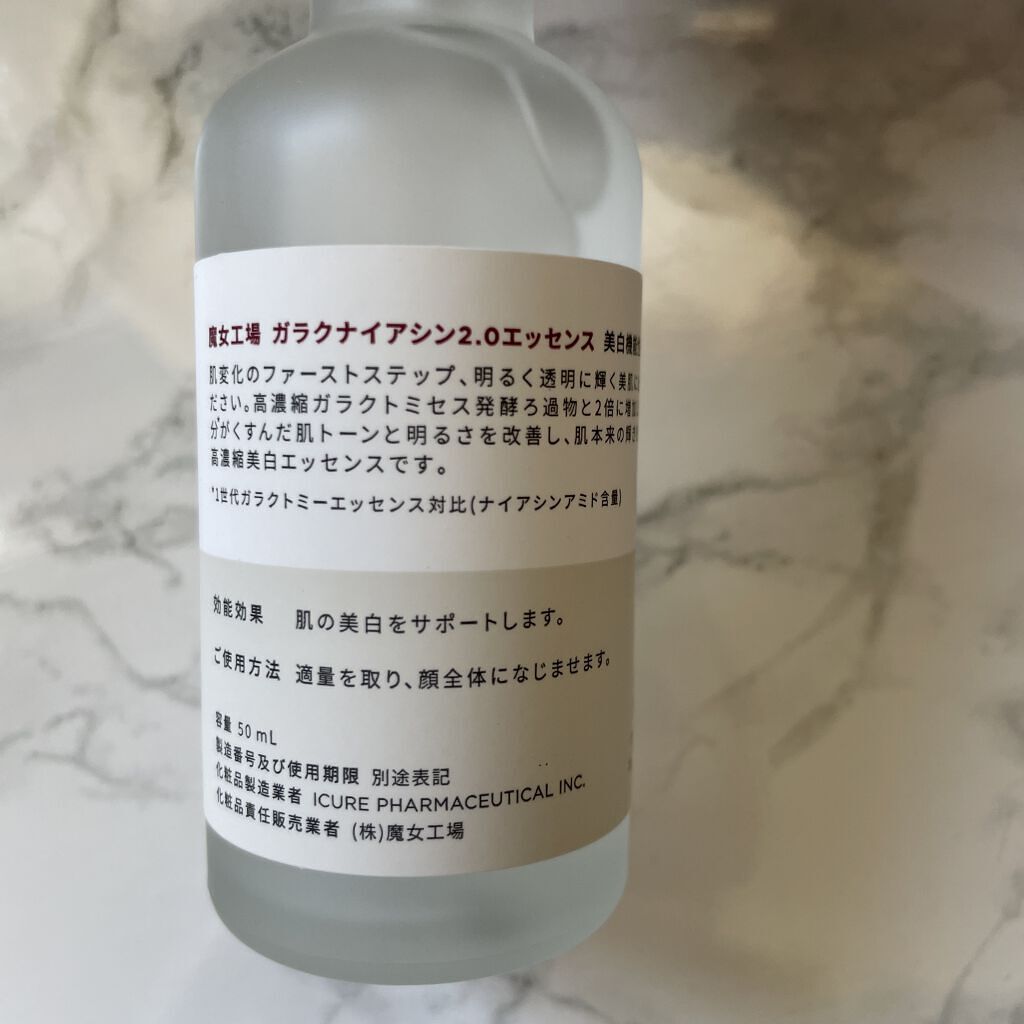 魔女工場 ガラクナイアシン2.0エッセンス 美白機能
肌変化のファーストステップ、明るく透明に輝く美肌に
ださい。高濃縮ガラクトミセス発酵ろ過物と2倍に増加
分がくすんだ肌トーンと明るさを改善し、肌本来の輝き
高濃縮美白エッセンスです。
*1世代ガラクトミーエッセンス対比(ナイアシンアミド含量)
効能効果 肌の美白をサポートします。
ご使用方法 適量を取り、顔全体になじませます。
容量 50 mL
製造番号及び使用期限 別途表記
化粧品製造業者 ICURE PHARMACEUTICAL INC.
化粧品責任販売業者 (株)魔女工場